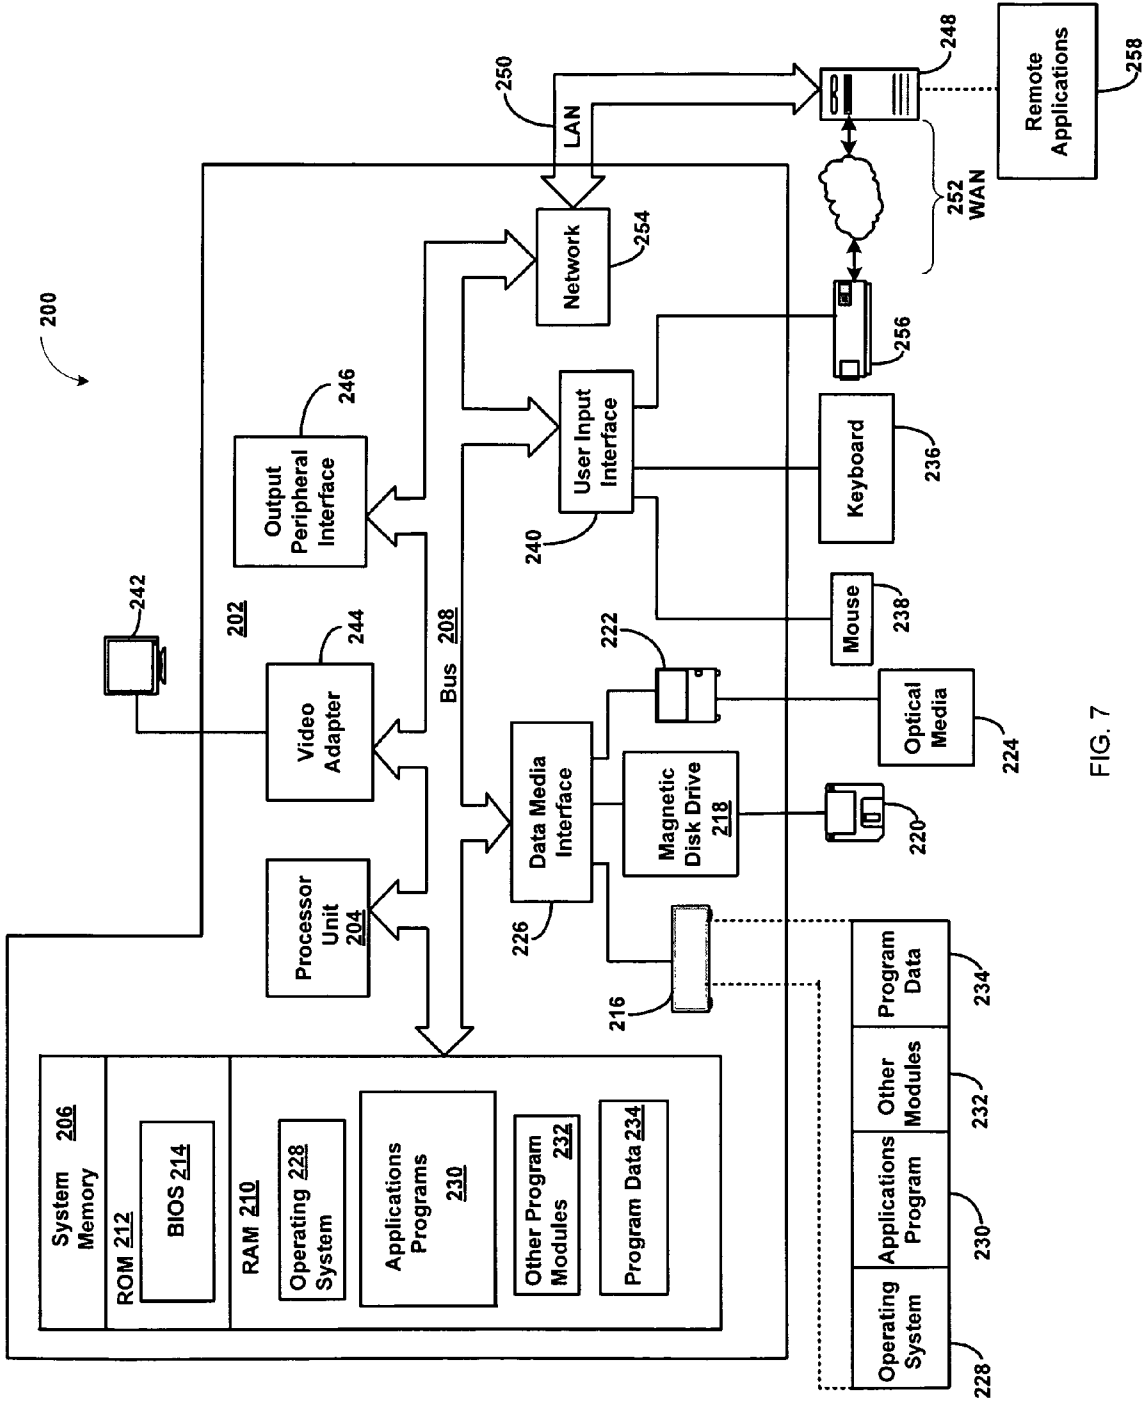 200
System
Memory
206
ROM 212
BIOS 214
RAM 210
Operating 228
System
Applications
Programs
230
Other Program
Modules 232
Program Data 234
Processor
Unit
204
Video
Adapter
244
242
202
Output
Peripheral
Interface
246
Bus 208
Data Media
Interface
226
User Input
Interface
240
Network
254
LAN
250
216
Magnetic
Disk Drive
218
222
220
Optical
Media
224
Mouse
238
Keyboard
236
256
252
WAN
248
Remote
Applications
258
Operating
System
228
Applications
Program
230
Other
Modules
232
Program
Data
234
FIG. 7